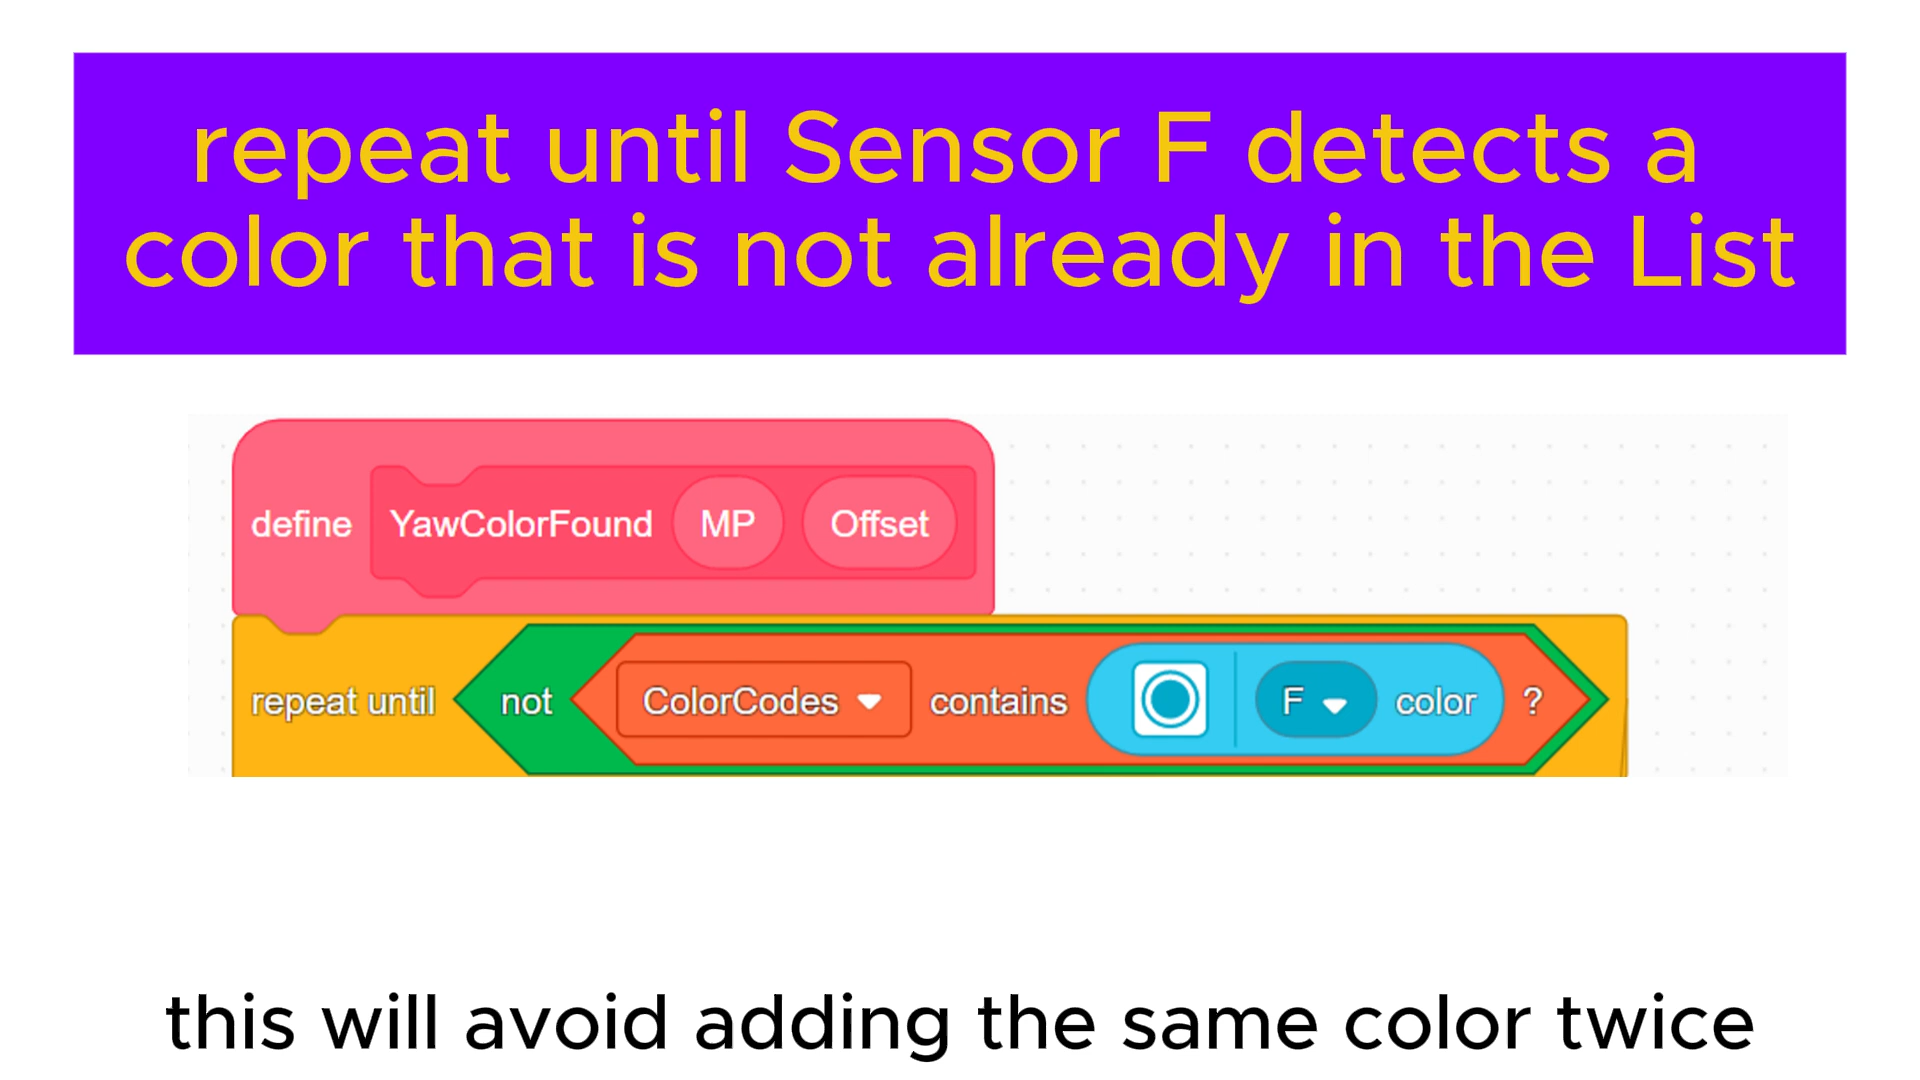 repeat until Sensor F detects a
color that is not already in the List
define YawColorFound MP Offset
repeat until not ColorCodes contains F color ?
this will avoid adding the same color twice